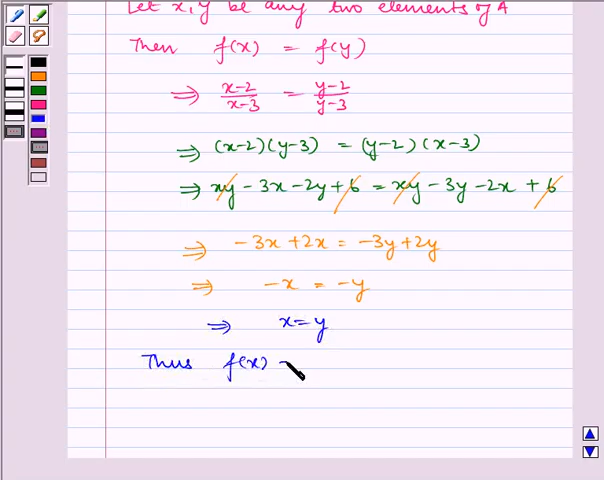 Let x, y be any two elements of A
Then f(x) = f(y)
⇒ x-2/x-3 = y-2/y-3
⇒ (x-2)(y-3) = (y-2)(x-3)
⇒ xy - 3x - 2y + 6 = xy - 3y - 2x + 6
⇒ -3x + 2x = -3y + 2y
⇒ -x = -y
⇒ x = y
Thus f(x) -